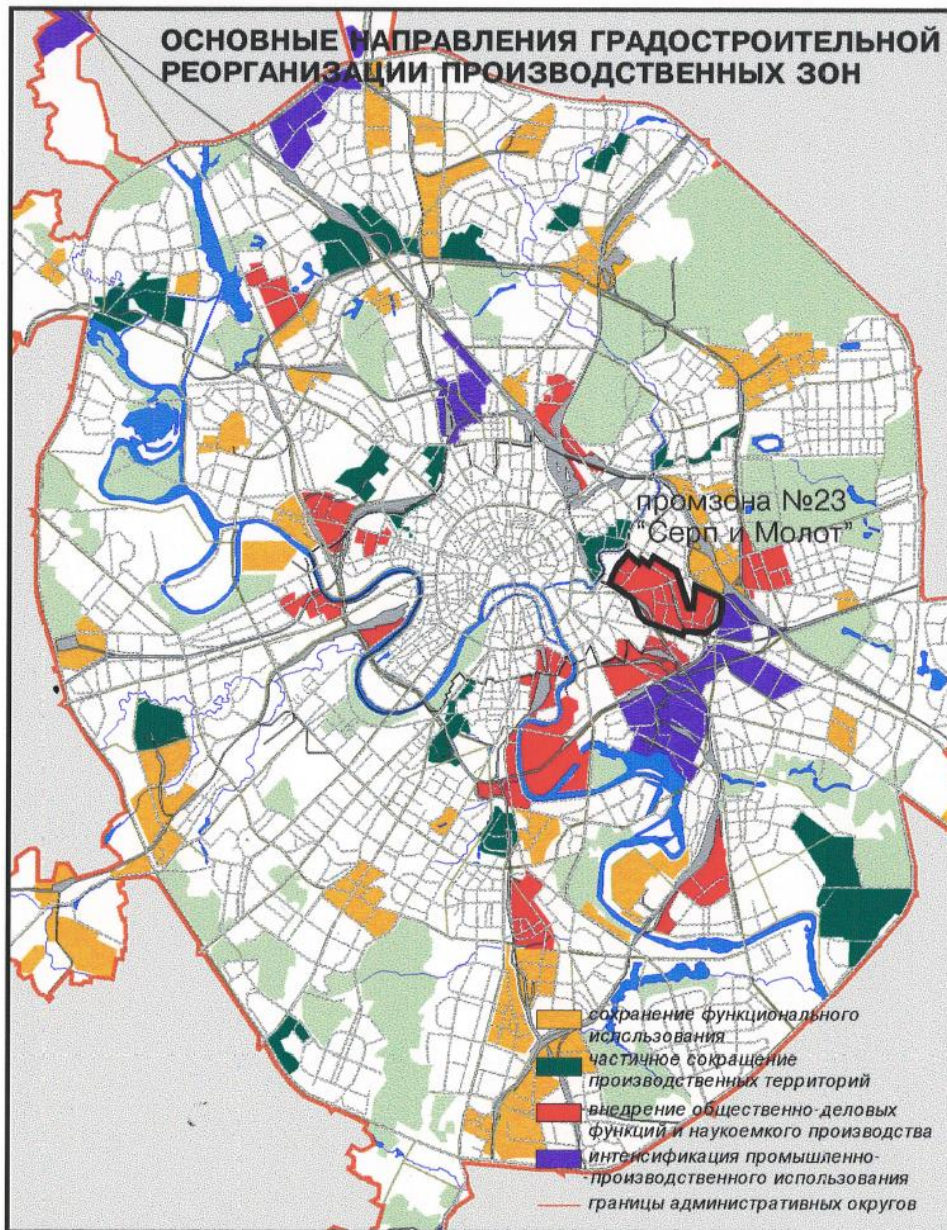 ОСНОВНЫЕ НАПРАВЛЕНИЯ ГРАДОСТРОИТЕЛЬНОЙ
РЕОРГАНИЗАЦИИ ПРОИЗВОДСТВЕННЫХ ЗОН
промзона №23
"Серп и Молот"
сохранение функционального
использования
частичное сокращение
производственных территорий
внедрение общественно-деловых
функций и наукоемкого производства
интенсификация промышленно-
-производственного использования
границы административных округов